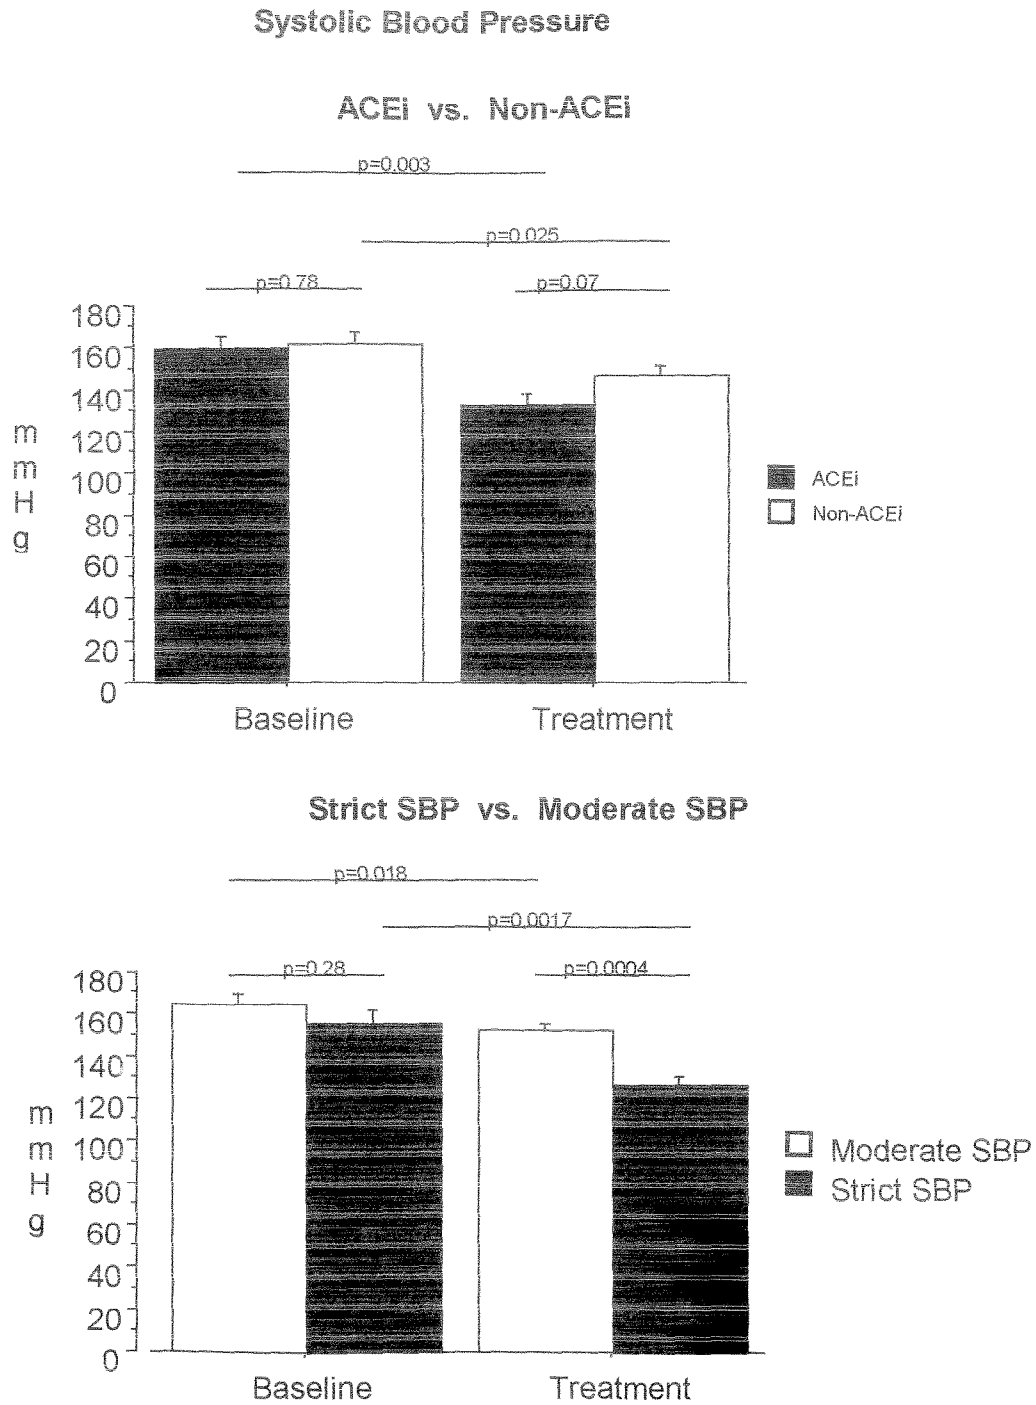 Systolic Blood Pressure
ACEi vs. Non-ACEi
p=0.003
p=0.025
p=0.78
p=0.07
180
160
140
120
100
80
60
40
20
0
m
m
H
g
ACEi
Non-ACEi
Baseline
Treatment
Strict SBP vs. Moderate SBP
p=0.018
p=0.0017
p=0.28
p=0.0004
180
160
140
120
100
80
60
40
20
0
m
m
H
g
Moderate SBP
Strict SBP
Baseline
Treatment